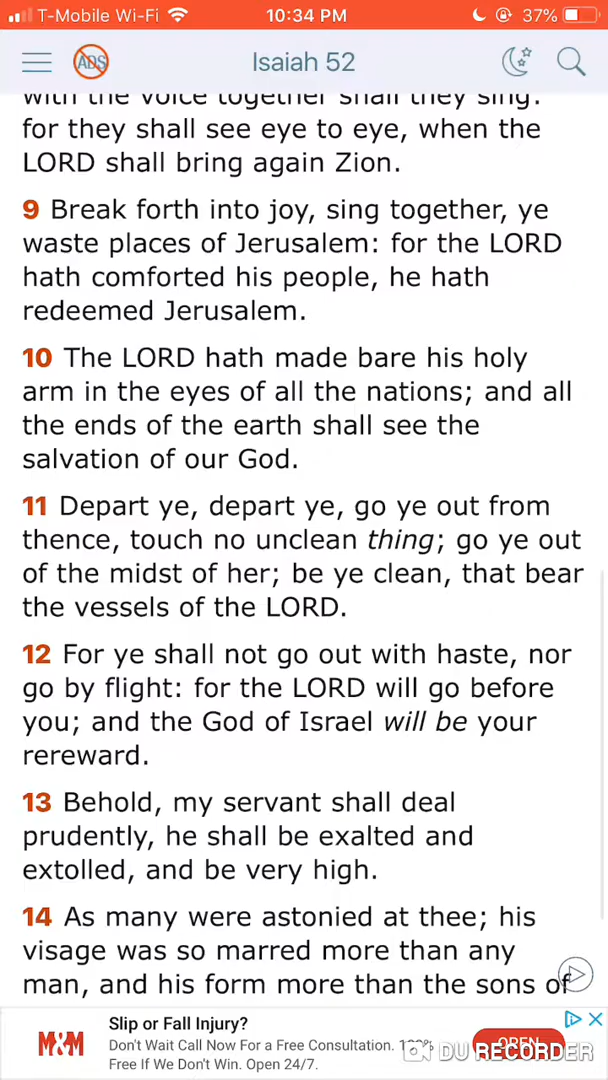 T-Mobile Wi-Fi 10:34 PM 37%
ADS Isaiah 52
with the voice together shall they sing:
for they shall see eye to eye, when the
LORD shall bring again Zion.
9 Break forth into joy, sing together, ye
waste places of Jerusalem: for the LORD
hath comforted his people, he hath
redeemed Jerusalem.
10 The LORD hath made bare his holy
arm in the eyes of all the nations; and all
the ends of the earth shall see the
salvation of our God.
11 Depart ye, depart ye, go ye out from
thence, touch no unclean thing; go ye out
of the midst of her; be ye clean, that bear
the vessels of the LORD.
12 For ye shall not go out with haste, nor
go by flight: for the LORD will go before
you; and the God of Israel will be your
rereward.
13 Behold, my servant shall deal
prudently, he shall be exalted and
extolled, and be very high.
14 As many were astonied at thee; his
visage was so marred more than any
man, and his form more than the sons of
Slip or Fall Injury?
M&M Don't Wait Call Now For a Free Consultation. OPEN
Free If We Don't Win. Open 24/7.
DU RECORDER